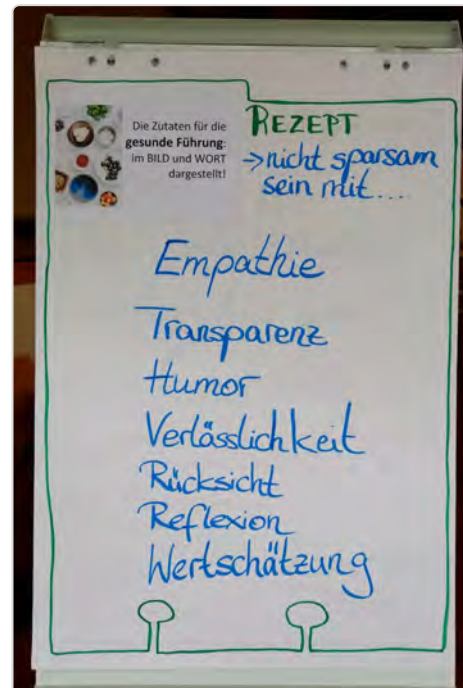 Die Zutaten für die
gesunde Führung:
im BILD und WORT
dargestellt!
REZEPT
→ nicht sparsam
sein mit...
Empathie
Transparenz
Humor
Verlässlichkeit
Rücksicht
Reflexion
Wertschätzung